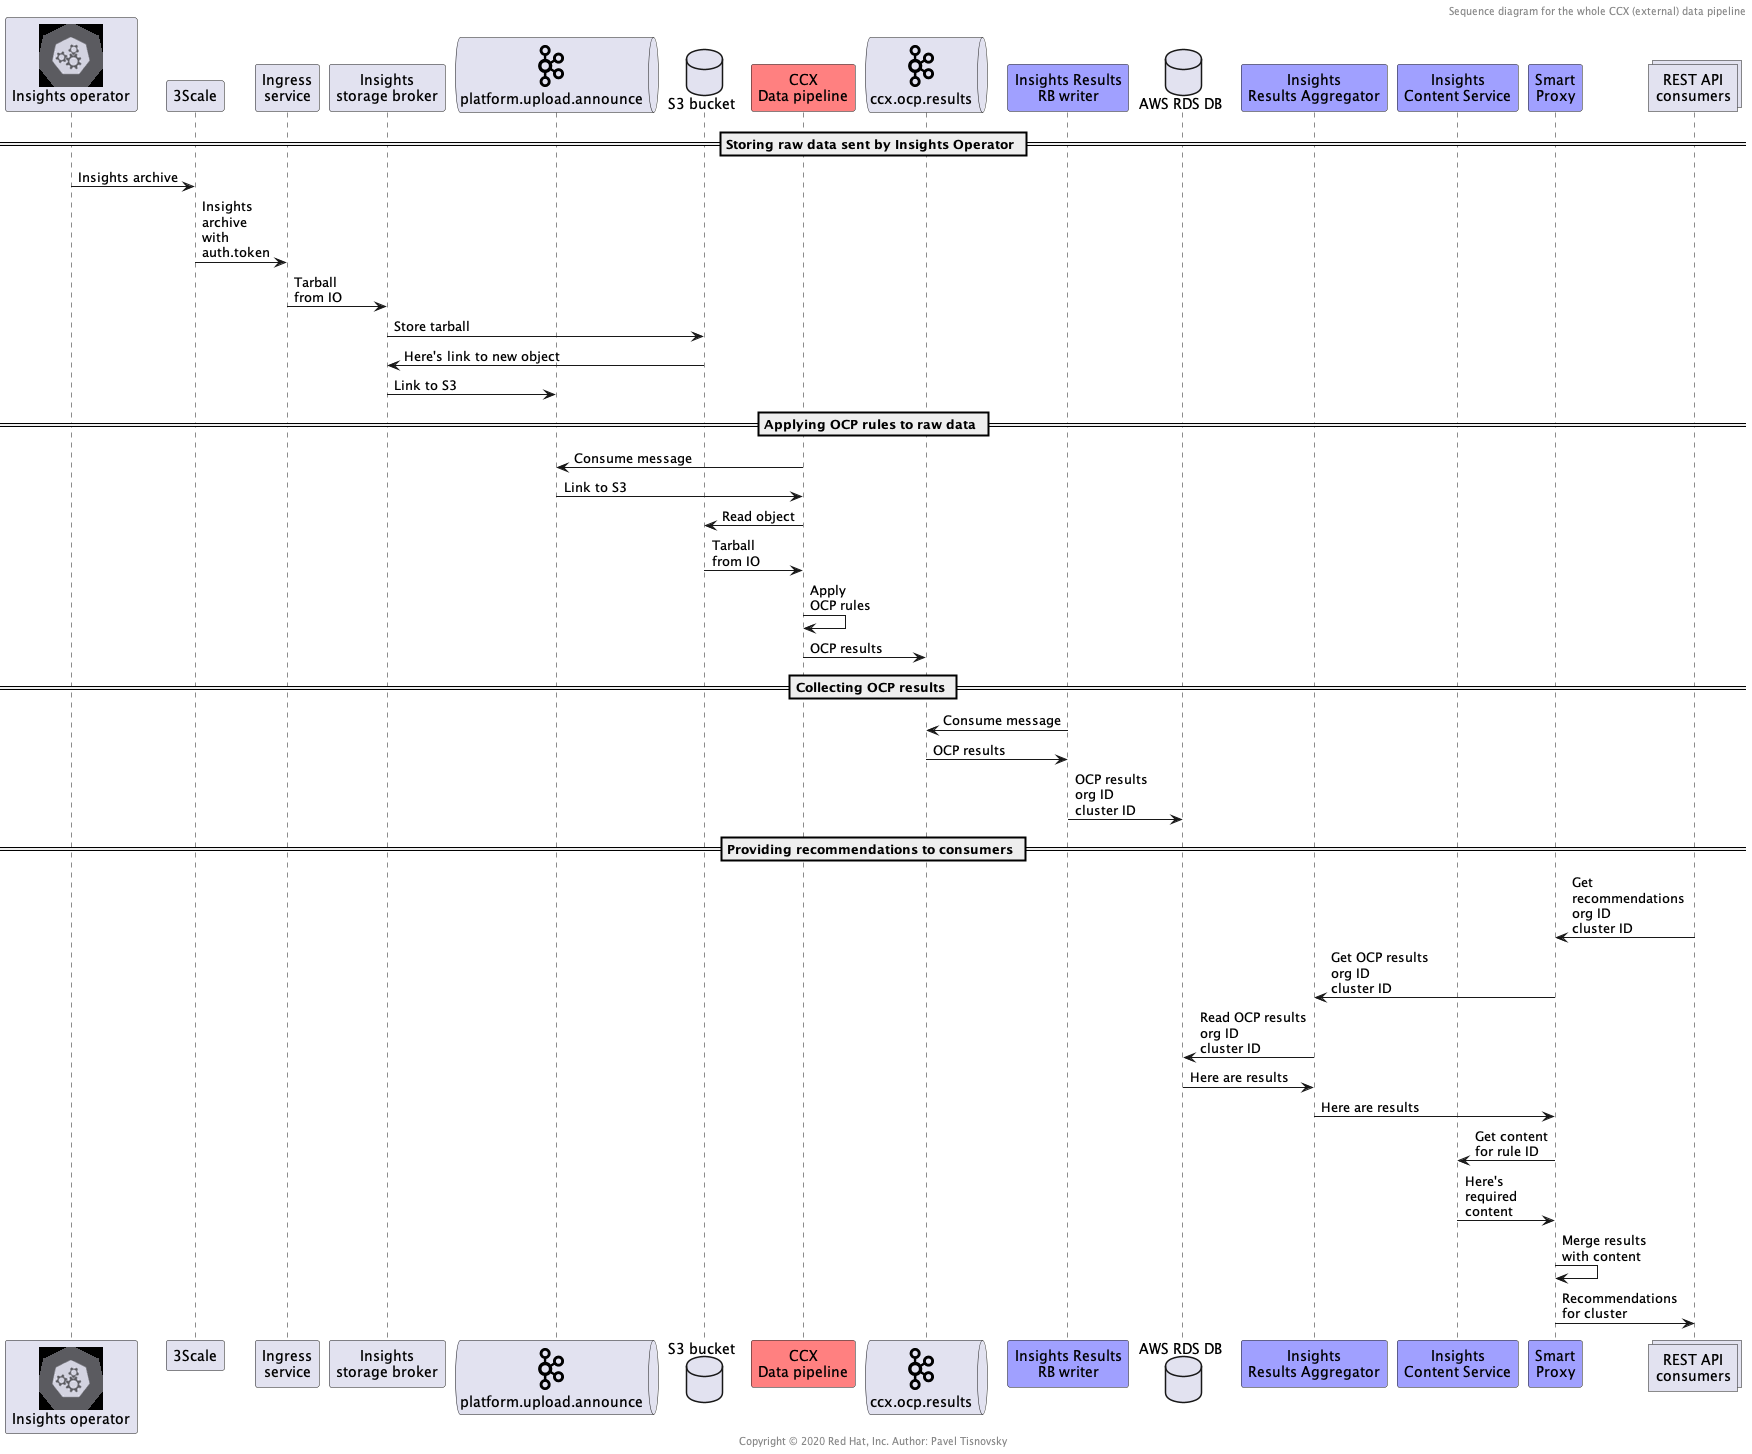 Sequence diagram for the whole CCX (external) data pipeline
Insights operator
3Scale
Ingress
service
Insights
storage broker
platform.upload.announce
S3 bucket
CCX
Data pipeline
ccx.ocp.results
Insights Results
RB writer
AWS RDS DB
Insights
Results Aggregator
Insights
Content Service
Smart
Proxy
REST API
consumers
Storing raw data sent by Insights Operator
Insights archive
Insights
archive
with
auth.token
Tarball
from IO
Store tarball
Here's link to new object
Link to S3
Applying OCP rules to raw data
Consume message
Link to S3
Read object
Tarball
from IO
Apply
OCP rules
OCP results
Collecting OCP results
Consume message
OCP results
OCP results
org ID
cluster ID
Providing recommendations to consumers
Get
recommendations
org ID
cluster ID
Get OCP results
org ID
cluster ID
Read OCP results
org ID
cluster ID
Here are results
Here are results
Get content
for rule ID
Here's
required
content
Merge results
with content
Recommendations
for cluster
Insights operator
3Scale
Ingress
service
Insights
storage broker
platform.upload.announce
S3 bucket
CCX
Data pipeline
ccx.ocp.results
Insights Results
RB writer
AWS RDS DB
Insights
Results Aggregator
Insights
Content Service
Smart
Proxy
REST API
consumers
Copyright © 2020 Red Hat, Inc. Author: Pavel Tisnovsky